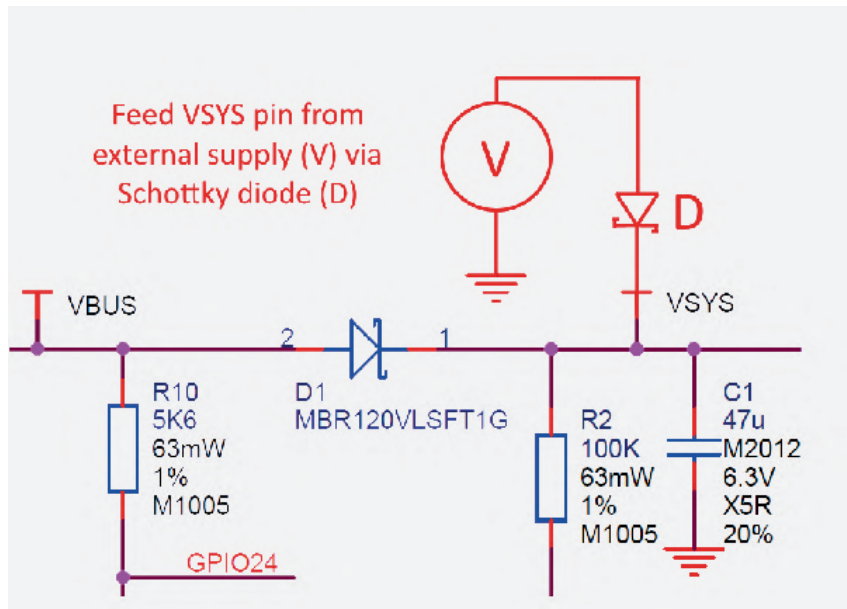 Feed VSYS pin from
external supply (V) via
Schottky diode (D)
V
D
VBUS
VSYS
2
1
R10
5K6
63mW
1%
M1005
D1
MBR120VLSFT1G
R2
100K
63mW
1%
M1005
C1
47u
M2012
6.3V
X5R
20%
GPIO24